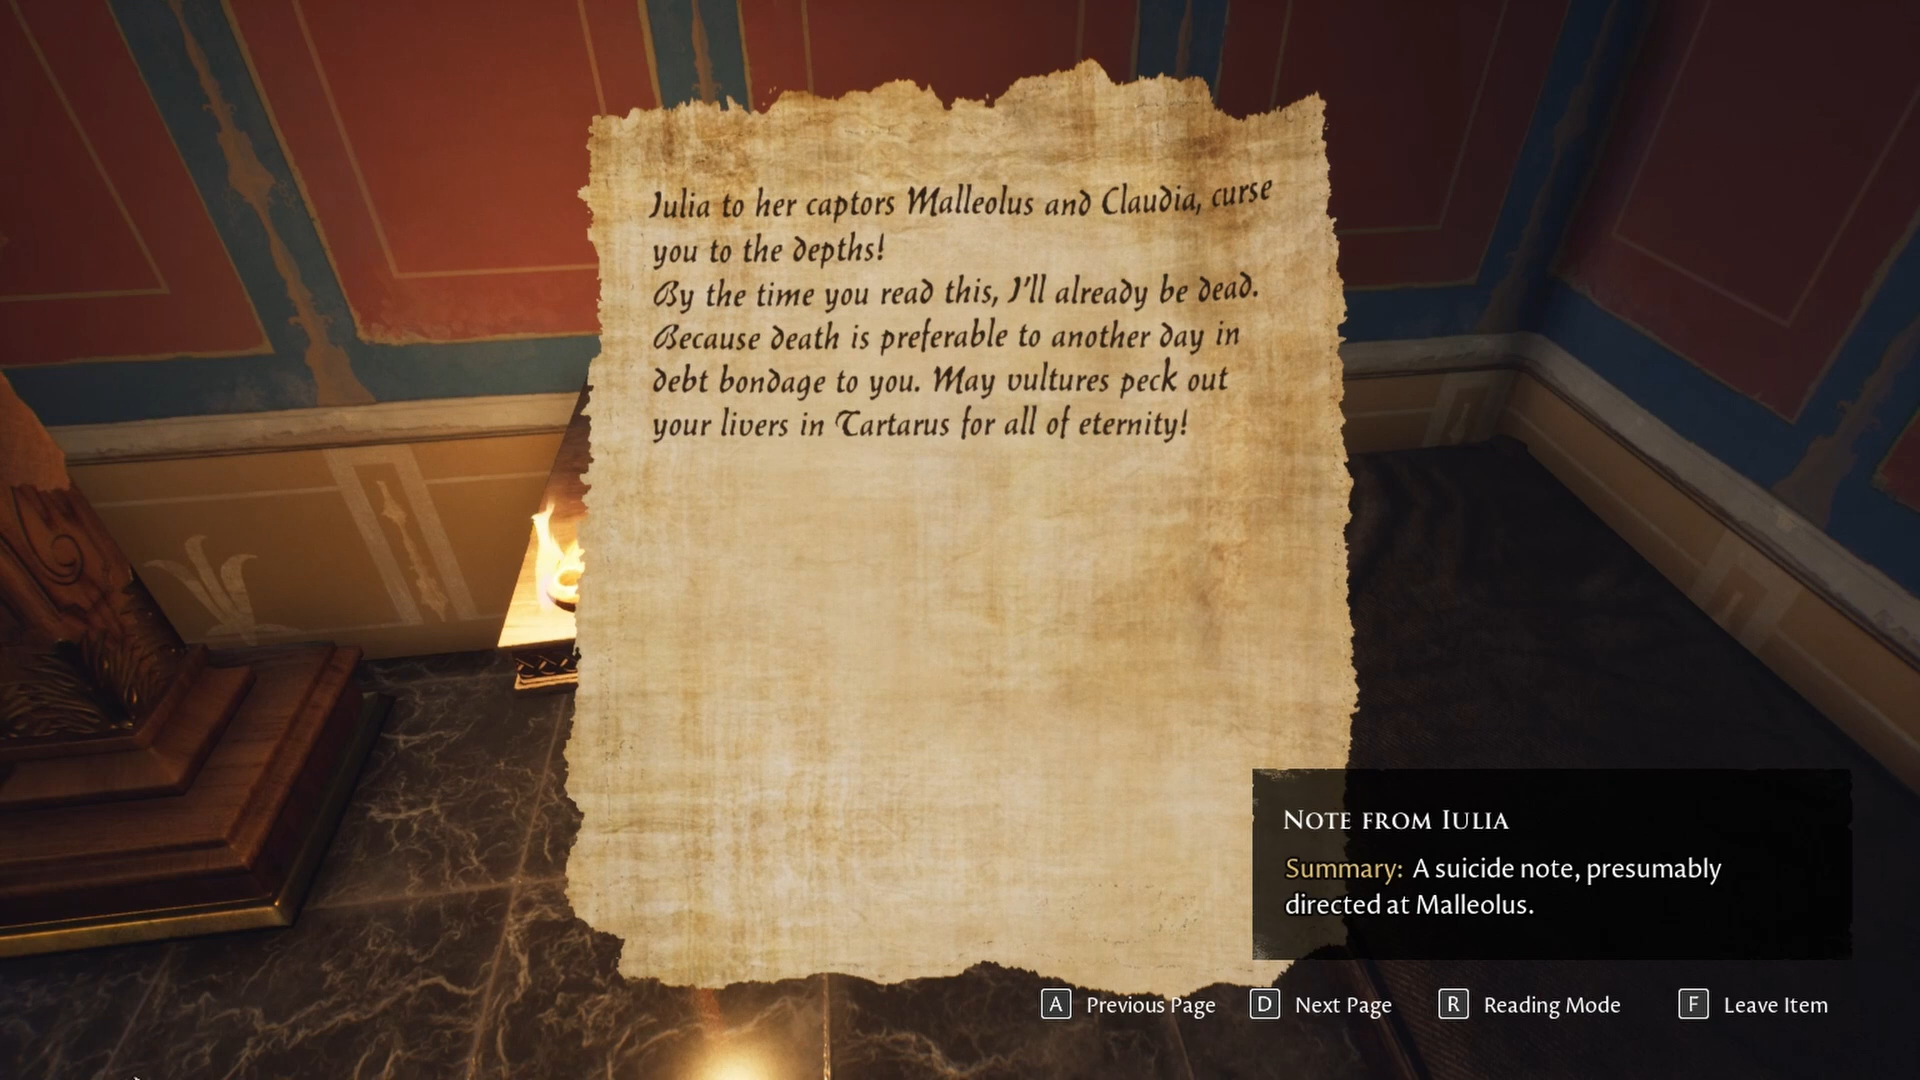 Iulia to her captors Malleolus and Claudia, curse
you to the depths!
By the time you read this, I'll already be dead.
Because death is preferable to another day in
debt bondage to you. May vultures peck out
your livers in Tartarus for all of eternity!
Note from Iulia
Summary: A suicide note, presumably
directed at Malleolus.
A Previous Page D Next Page R Reading Mode F Leave Item